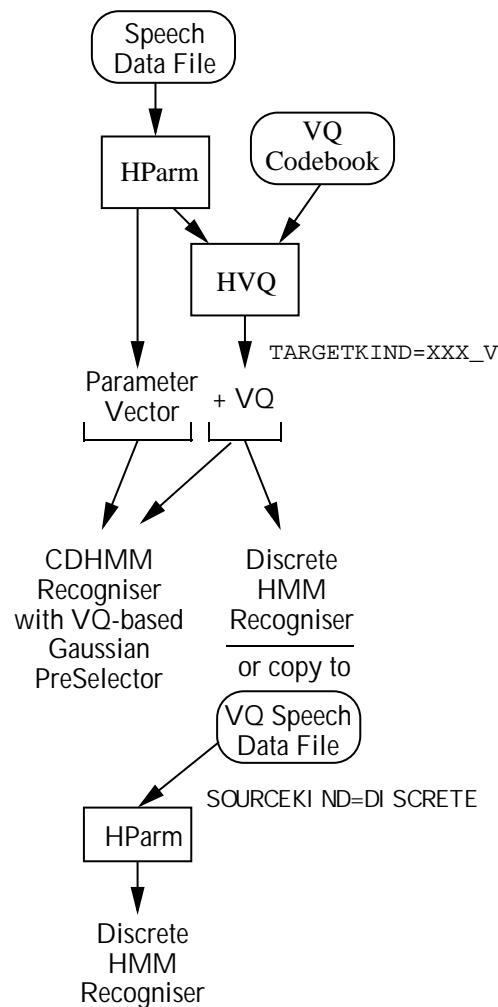 Speech
Data File
VQ
Codebook
HParm
HVQ
TARGETKIND=XXX_V
Parameter
Vector
+ VQ
CDHMM
Recogniser
with VQ-based
Gaussian
PreSelector
Discrete
HMM
Recogniser
or copy to
VQ Speech
Data File
SOURCEKIND=DISCRETE
HParm
Discrete
HMM
Recogniser